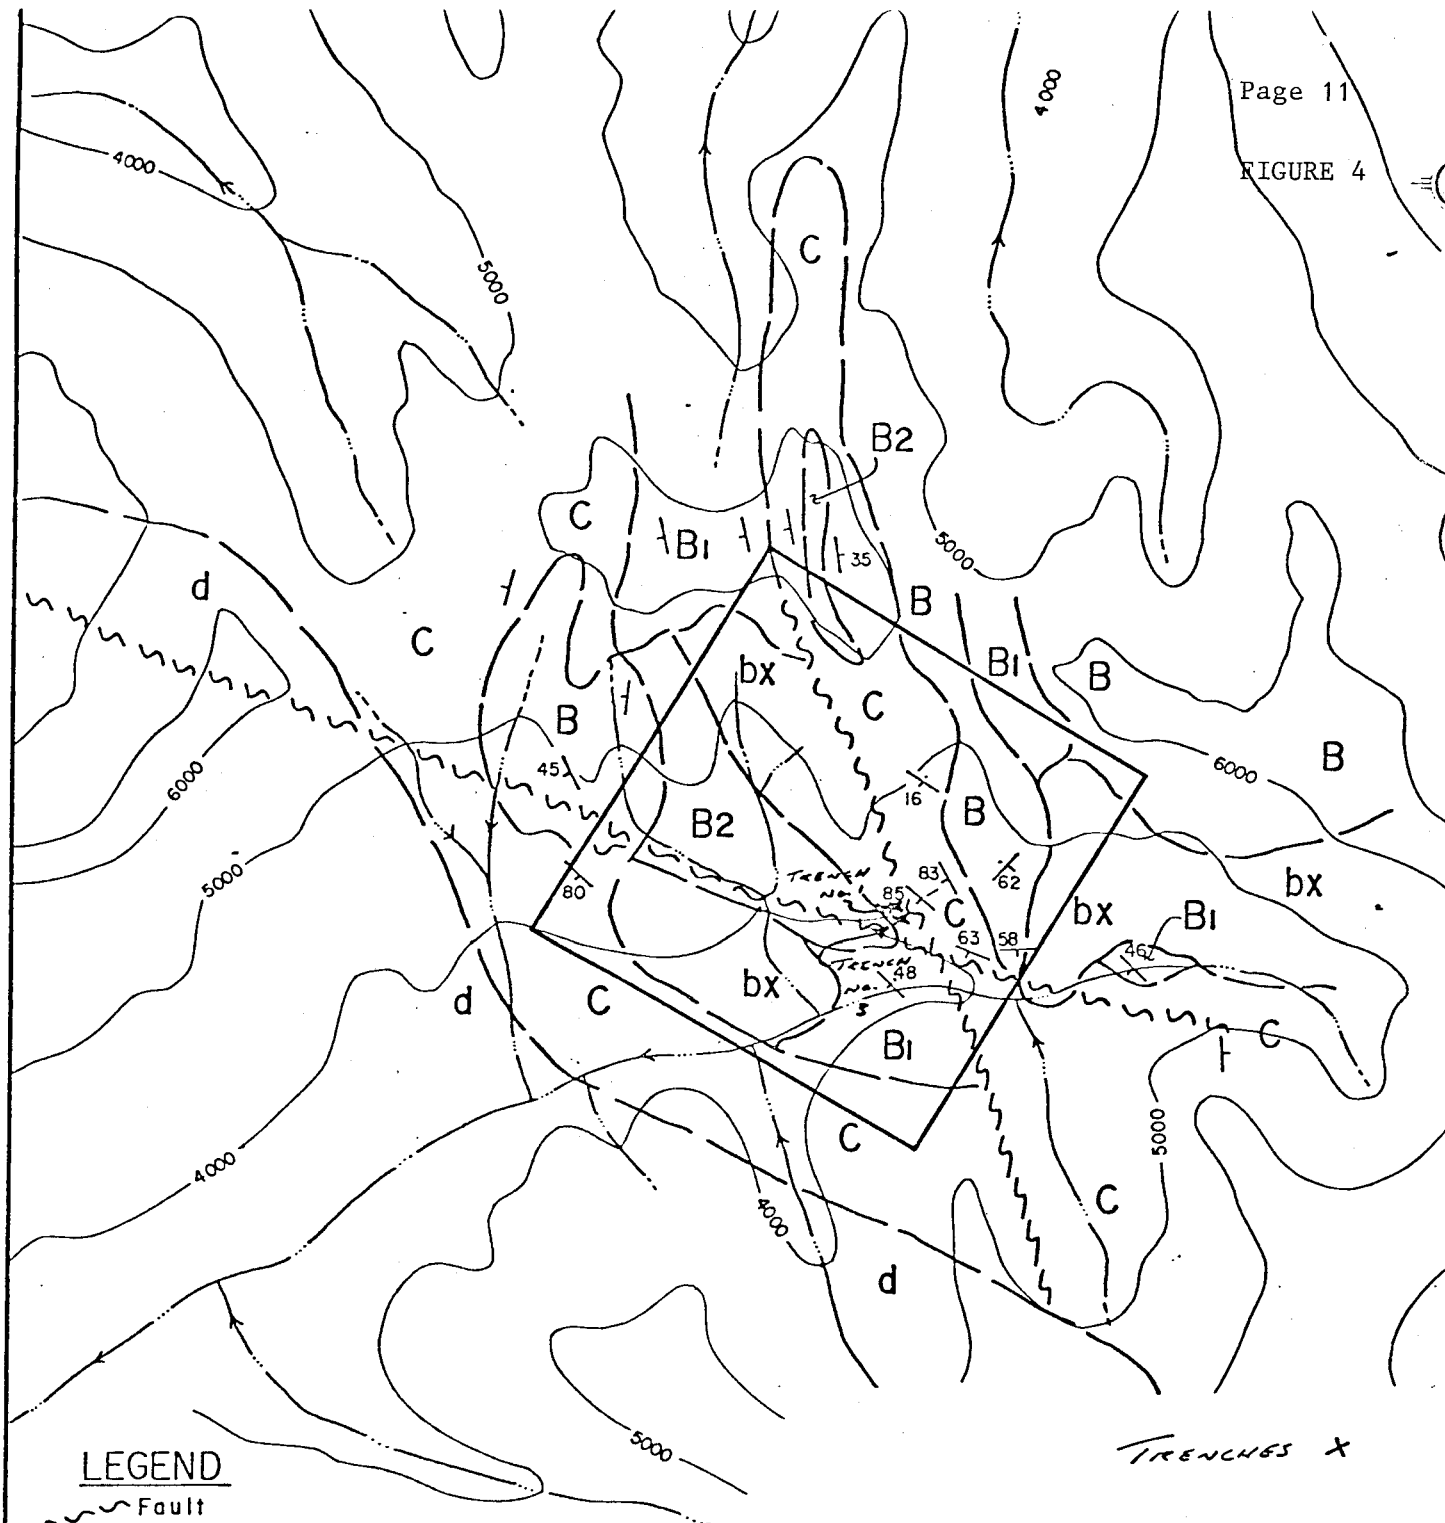 Page 11
FIGURE 4
4000
4000
5000
C
B2
C
B1
35
5000
d
C
B
B1
B
bx
C
B
B
6000
6000
45
16
B
B2
TRENCH
No. 1
83
85
62
80
5000
C
bx
bx
B1
63
58
46
TRENCH
No.
3
48
bx
d
C
B1
C
C
5000
4000
C
4000
d
5000
TRENCHES X
LEGEND
Fault